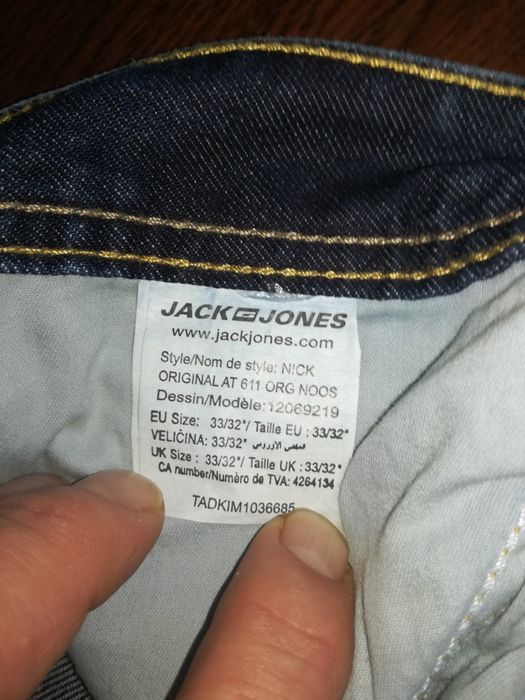 JACK JONES
www.jackjones.com
Style/Nom de style: NICK
ORIGINAL AT 611 ORG NOOS
Dessin/Modèle:12069219
EU Size: 33/32"/ Taille EU : 33/32"
VELIČINA: 33/32"
UK Size : 33/32"/ Taille UK : 33/32"
CA number/Numèro de TVA: 4264134
TADKIM1036685